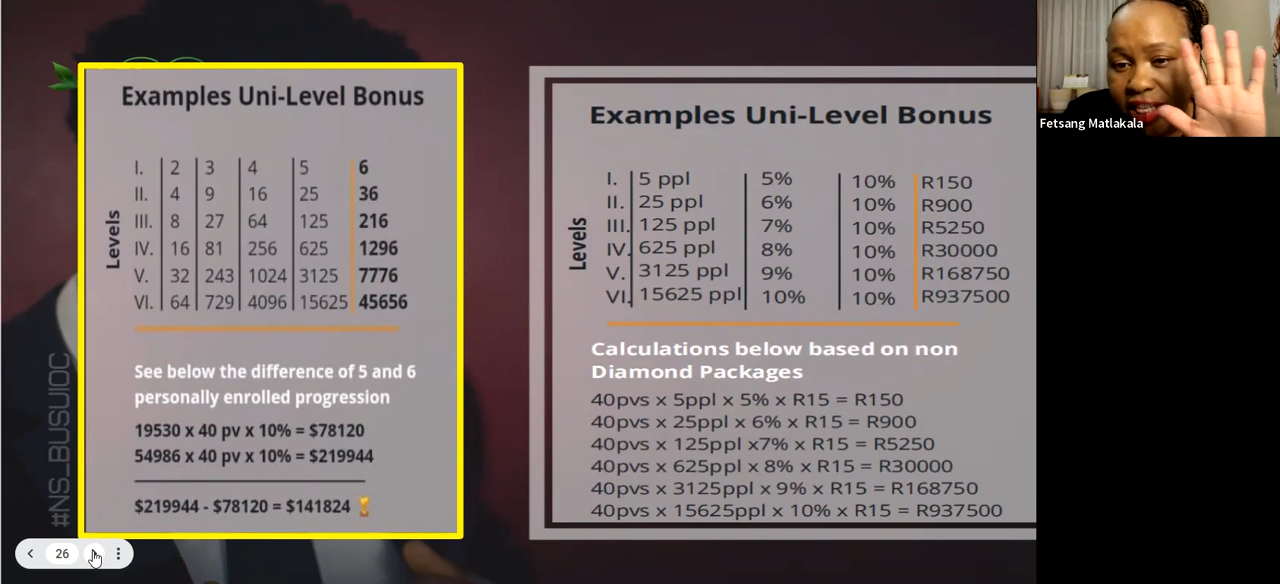 Examples Uni-Level Bonus
Levels
I. 2 3 4 5 6
II. 4 9 16 25 36
III. 8 27 64 125 216
IV. 16 81 256 625 1296
V. 32 243 1024 3125 7776
VI. 64 729 4096 15625 45656
See below the difference of 5 and 6
personally enrolled progression
19530 x 40 pv x 10% = $78120
54986 x 40 pv x 10% = $219944
$219944 - $78120 = $141824
#NS_BUSUIOC
26
Examples Uni-Level Bonus
Levels
I. 5 ppl 5% 10% R150
II. 25 ppl 6% 10% R900
III. 125 ppl 7% 10% R5250
IV. 625 ppl 8% 10% R30000
V. 3125 ppl 9% 10% R168750
VI. 15625 ppl 10% 10% R937500
Calculations below based on non
Diamond Packages
40pvs x 5ppl x 5% x R15 = R150
40pvs x 25ppl x 6% x R15 = R900
40pvs x 125ppl x7% x R15 = R5250
40pvs x 625ppl x 8% x R15 = R30000
40pvs x 3125ppl x 9% x R15 = R168750
40pvs x 15625ppl x 10% x R15 = R937500
Fetsang Matlakala